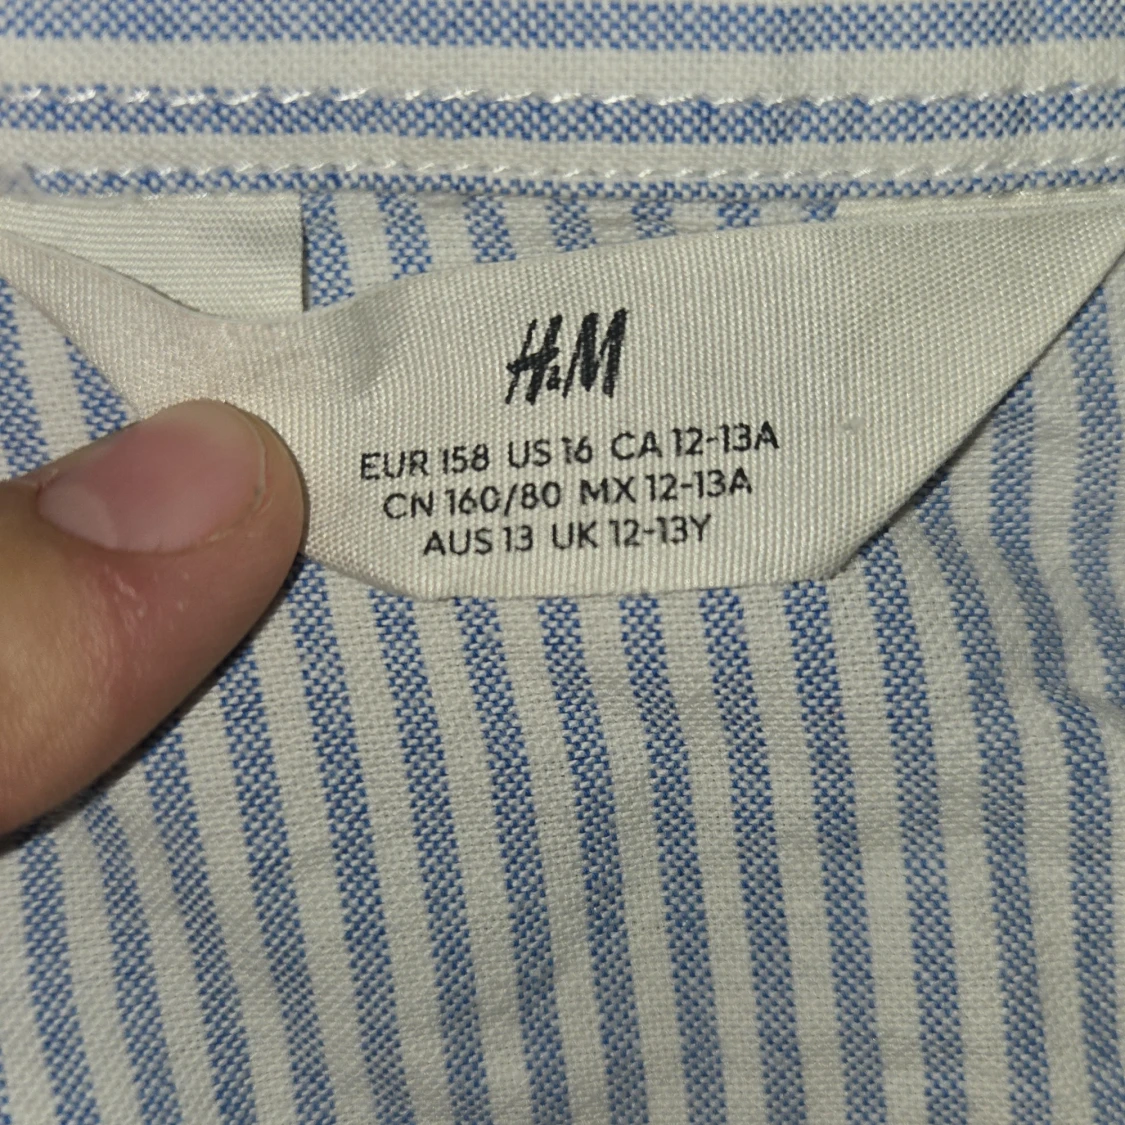 H&M
EUR 158 US 16 CA 12-13A
CN 160/80 MX 12-13A
AUS 13 UK 12-13Y